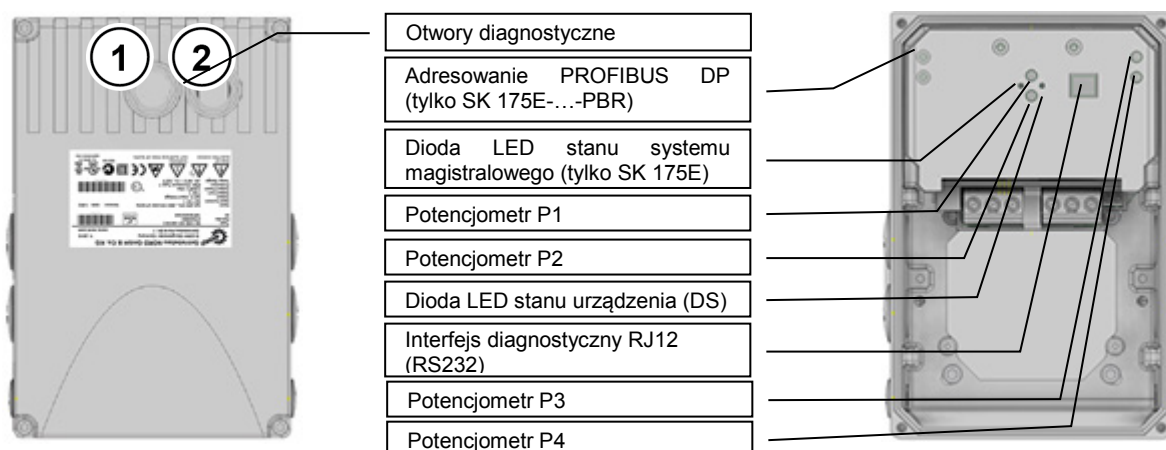 1
2
Otwory diagnostyczne
Adresowanie PROFIBUS DP
(tylko SK 175E-…-PBR)
Dioda LED stanu systemu
magistralowego (tylko SK 175E)
Potencjometr P1
Potencjometr P2
Dioda LED stanu urządzenia (DS)
Interfejs diagnostyczny RJ12
(RS232)
Potencjometr P3
Potencjometr P4